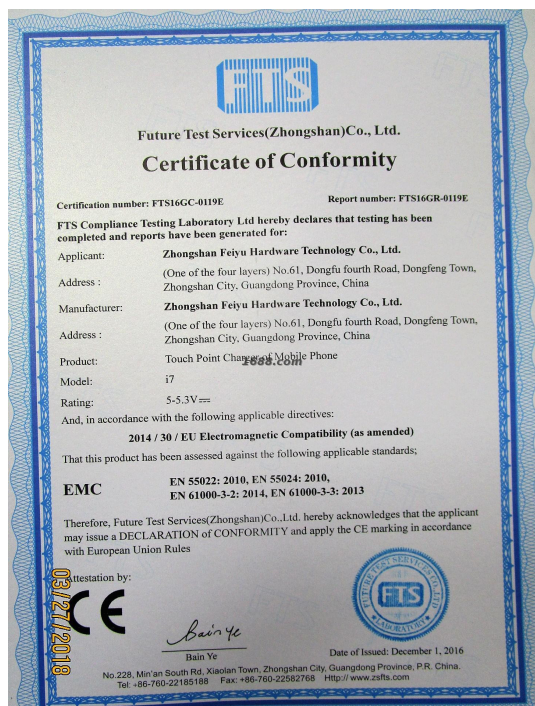 FTS
Future Test Services(Zhongshan)Co., Ltd.
Certificate of Conformity
Certification number: FTS16GC-0119E Report number: FTS16GR-0119E
FTS Compliance Testing Laboratory Ltd hereby declares that testing has been
completed and reports have been generated for:
Applicant: Zhongshan Feiyu Hardware Technology Co., Ltd.
Address : (One of the four layers) No.61, Dongfu fourth Road, Dongfeng Town,
Zhongshan City, Guangdong Province, China
Manufacturer: Zhongshan Feiyu Hardware Technology Co., Ltd.
Address : (One of the four layers) No.61, Dongfu fourth Road, Dongfeng Town,
Zhongshan City, Guangdong Province, China
Product: Touch Point Charger of Mobile Phone
1688.com
Model: i7
Rating: 5-5.3V⎓
And, in accordance with the following applicable directives:
2014 / 30 / EU Electromagnetic Compatibility (as amended)
That this product has been assessed against the following applicable standards;
EMC EN 55022: 2010, EN 55024: 2010,
EN 61000-3-2: 2014, EN 61000-3-3: 2013
Therefore, Future Test Services(Zhongshan)Co.,Ltd. hereby acknowledges that the applicant
may issue a DECLARATION of CONFORMITY and apply the CE marking in accordance
with European Union Rules
Attestation by:
CE
03/27/2018
FUTURE TEST SERVICES CO.,LTD
FTS
LABORATORY
Bain Ye
Bain Ye
Date of Issued: December 1, 2016
No.228, Min'an South Rd, Xiaolan Town, Zhongshan City, Guangdong Province, P.R. China.
Tel: +86-760-22185188 Fax: +86-760-22582768 Http:// www.zsfts.com